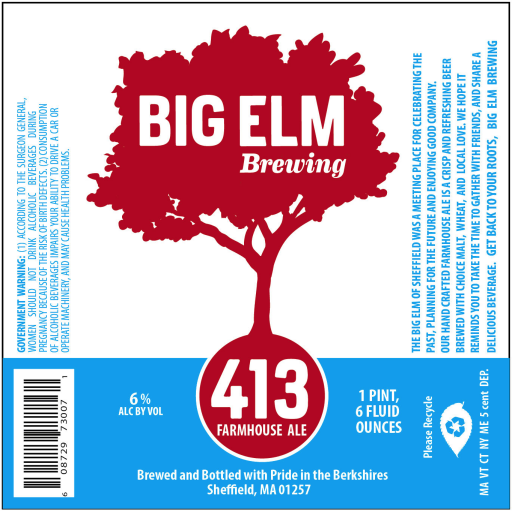 BIG ELM
Brewing
413
FARMHOUSE ALE
6%
ALC BY VOL
1 PINT,
6 FLUID
OUNCES
Brewed and Bottled with Pride in the Berkshires
Sheffield, MA 01257
GOVERNMENT WARNING: (1) ACCORDING TO THE SURGEON GENERAL,
WOMEN SHOULD NOT DRINK ALCOHOLIC BEVERAGES DURING
PREGNANCY BECAUSE OF THE RISK OF BIRTH DEFECTS. (2) CONSUMPTION
OF ALCOHOLIC BEVERAGES IMPAIRS YOUR ABILITY TO DRIVE A CAR OR
OPERATE MACHINERY, AND MAY CAUSE HEALTH PROBLEMS.
6 08729 73007 1
THE BIG ELM OF SHEFFIELD WAS A MEETING PLACE FOR CELEBRATING THE
PAST, PLANNING FOR THE FUTURE AND ENJOYING GOOD COMPANY.
OUR HAND CRAFTED FARMHOUSE ALE IS A CRISP AND REFRESHING BEER
BREWED WITH CHOICE MALT, WHEAT, AND LOCAL LOVE. WE HOPE IT
REMINDS YOU TO TAKE THE TIME TO GATHER WITH FRIENDS, AND SHARE A
DELICIOUS BEVERAGE. GET BACK TO YOUR ROOTS, BIG ELM BREWING
Please Recycle
MA VT CT NY ME 5 cent DEP.